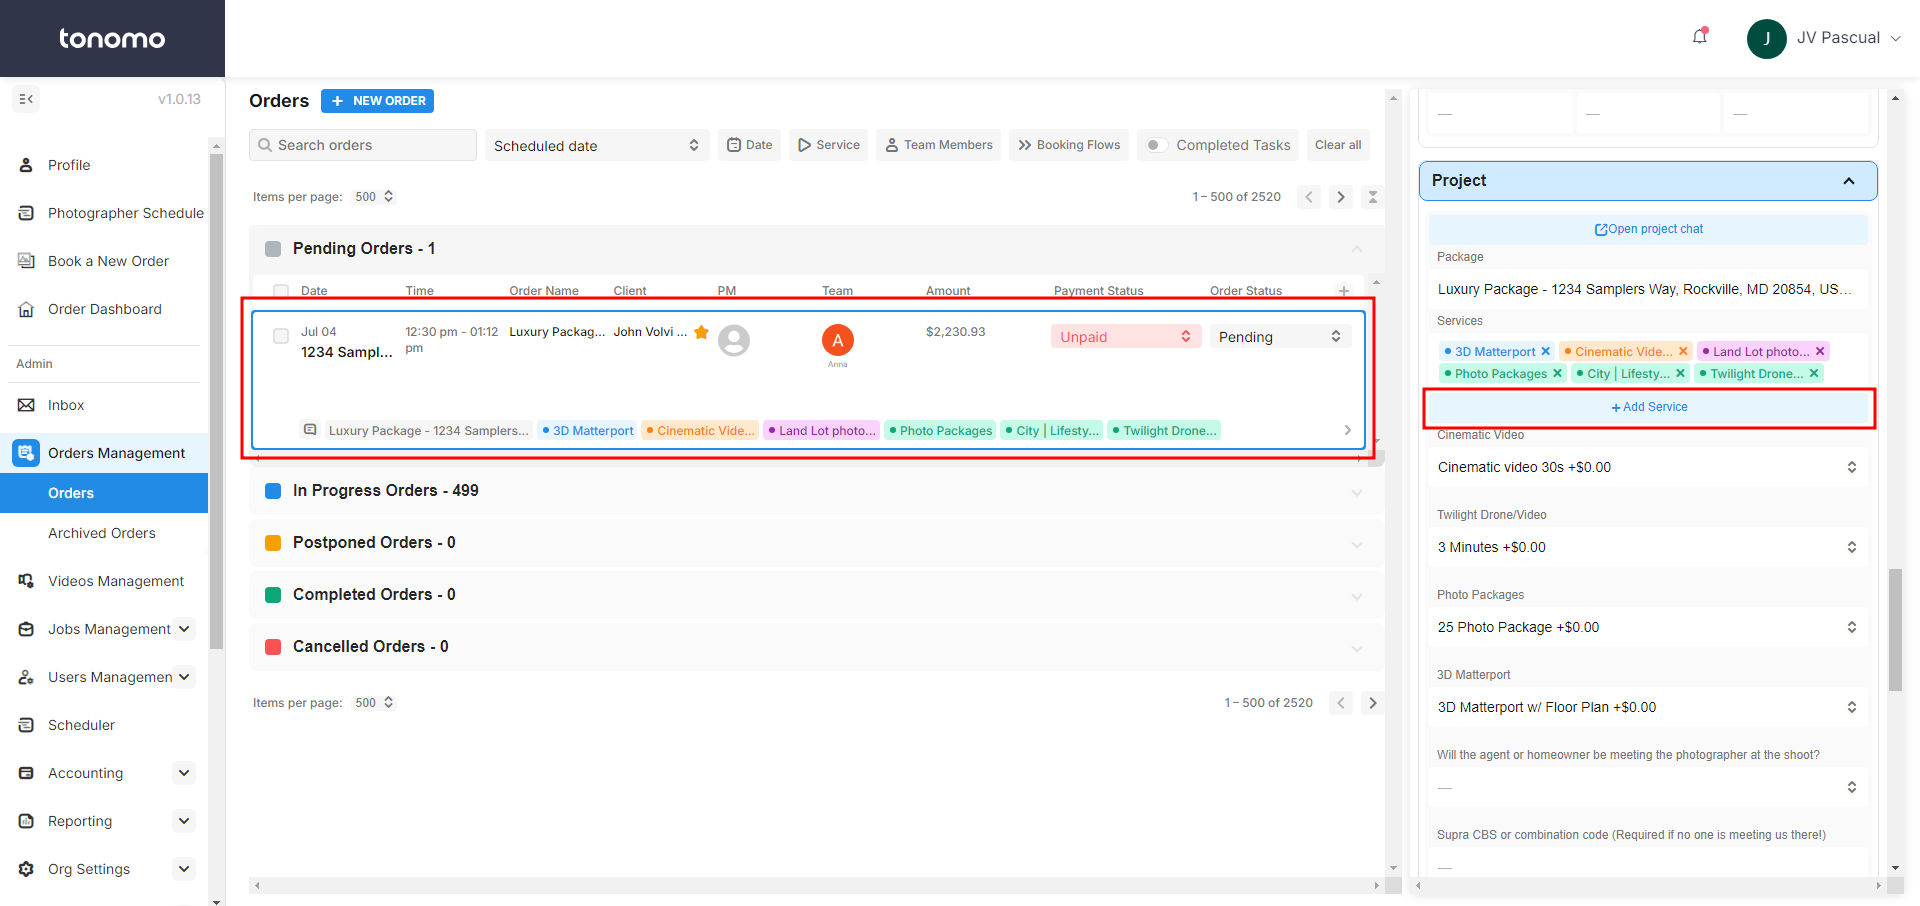 tonomo
J
JV Pascual
v1.0.13
Profile
Photographer Schedule
Book a New Order
Order Dashboard
Admin
Inbox
Orders Management
Orders
Archived Orders
Videos Management
Jobs Management
Users Managemen
Scheduler
Accounting
Reporting
Org Settings
Orders
+ NEW ORDER
Search orders
Scheduled date
Date
Service
Team Members
Booking Flows
Completed Tasks
Clear all
Items per page: 500
1 – 500 of 2520
Pending Orders - 1
Date Time Order Name Client PM Team Amount Payment Status Order Status +
Jul 04
1234 Sampl...
12:30 pm - 01:12
pm
Luxury Packag...
John Volvi ...
A
Anna
$2,230.93
Unpaid
Pending
Luxury Package - 1234 Samplers...
3D Matterport
Cinematic Vide...
Land Lot photo...
Photo Packages
City | Lifesty...
Twilight Drone...
In Progress Orders - 499
Postponed Orders - 0
Completed Orders - 0
Cancelled Orders - 0
Items per page: 500
1 – 500 of 2520
— — —
Project
Open project chat
Package
Luxury Package - 1234 Samplers Way, Rockville, MD 20854, US...
Services
3D Matterport ✕ Cinematic Vide... ✕ Land Lot photo... ✕
Photo Packages ✕ City | Lifesty... ✕ Twilight Drone... ✕
+ Add Service
Cinematic Video
Cinematic video 30s +$0.00
Twilight Drone/Video
3 Minutes +$0.00
Photo Packages
25 Photo Package +$0.00
3D Matterport
3D Matterport w/ Floor Plan +$0.00
Will the agent or homeowner be meeting the photographer at the shoot?
—
Supra CBS or combination code (Required if no one is meeting us there!)
—